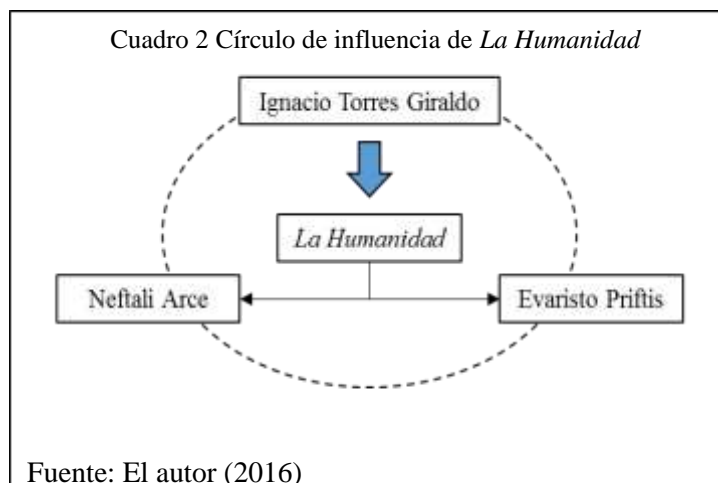 Cuadro 2 Círculo de influencia de La Humanidad
Ignacio Torres Giraldo
La Humanidad
Neftali Arce
Evaristo Priftis
Fuente: El autor (2016)